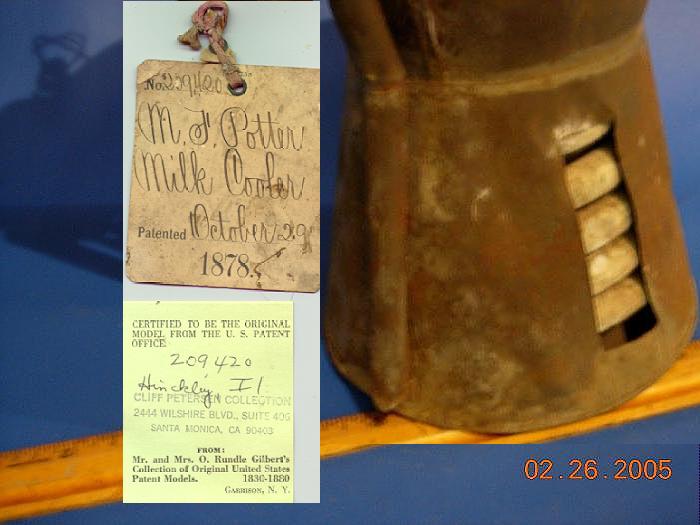 No. 209420
M. F. Potter
Milk Cooler
Patented October 29
1878.
CERTIFIED TO BE THE ORIGINAL
MODEL FROM THE U. S. PATENT
OFFICE
209420
Hinckley Il
CLIFF PETERSEN COLLECTION
2444 WILSHIRE BLVD., SUITE 406
SANTA MONICA, CA 90403
FROM:
Mr. and Mrs. O. Rundle Gilbert's
Collection of Original United States
Patent Models. 1830-1880
GARRISON, N. Y.
02.26.2005